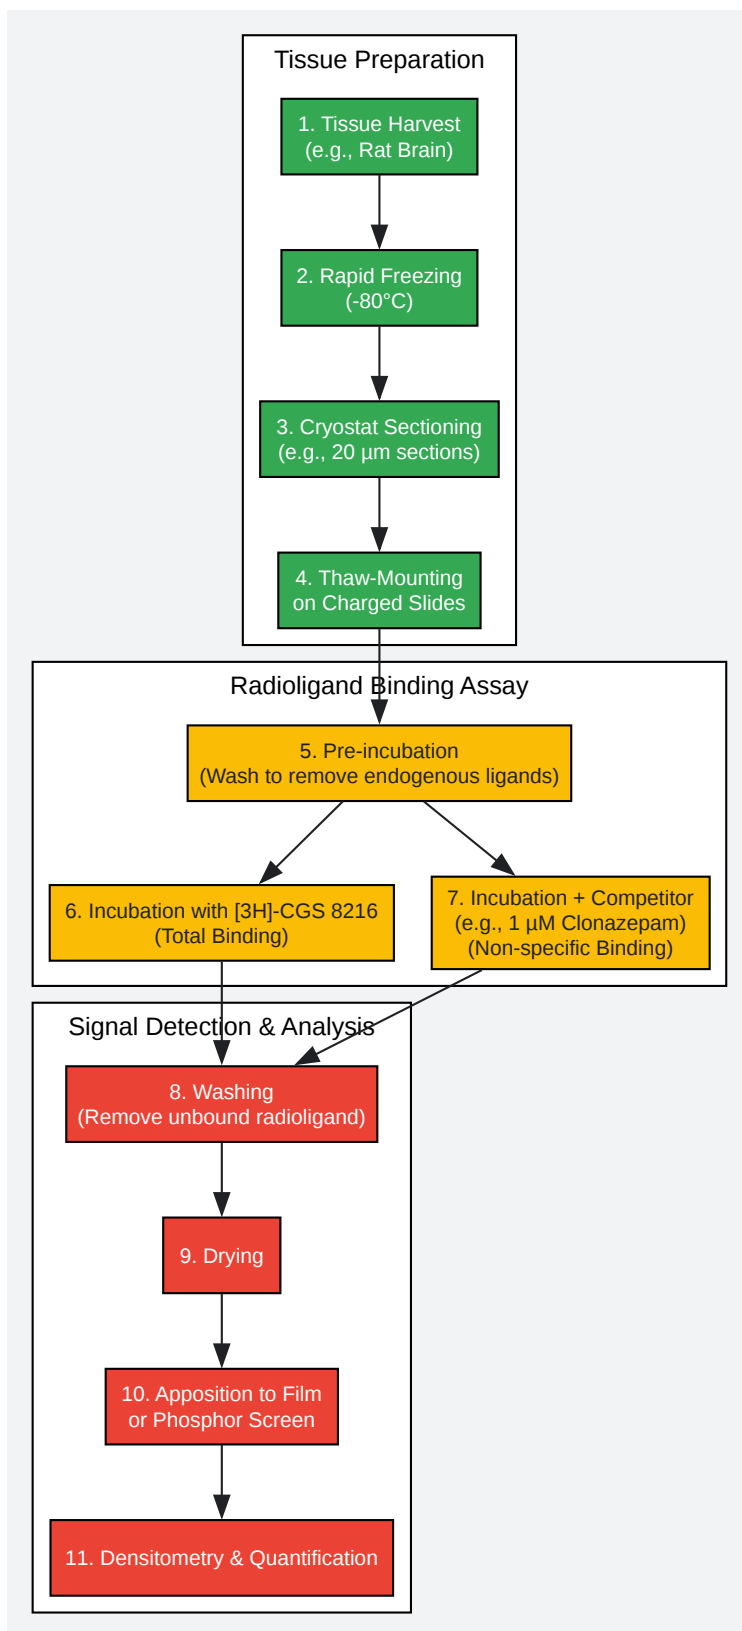 Tissue Preparation
1. Tissue Harvest
(e.g., Rat Brain)
2. Rapid Freezing
(-80°C)
3. Cryostat Sectioning
(e.g., 20 µm sections)
4. Thaw-Mounting
on Charged Slides
Radioligand Binding Assay
5. Pre-incubation
(Wash to remove endogenous ligands)
6. Incubation with [3H]-CGS 8216
(Total Binding)
7. Incubation + Competitor
(e.g., 1 µM Clonazepam)
(Non-specific Binding)
Signal Detection & Analysis
8. Washing
(Remove unbound radioligand)
9. Drying
10. Apposition to Film
or Phosphor Screen
11. Densitometry & Quantification